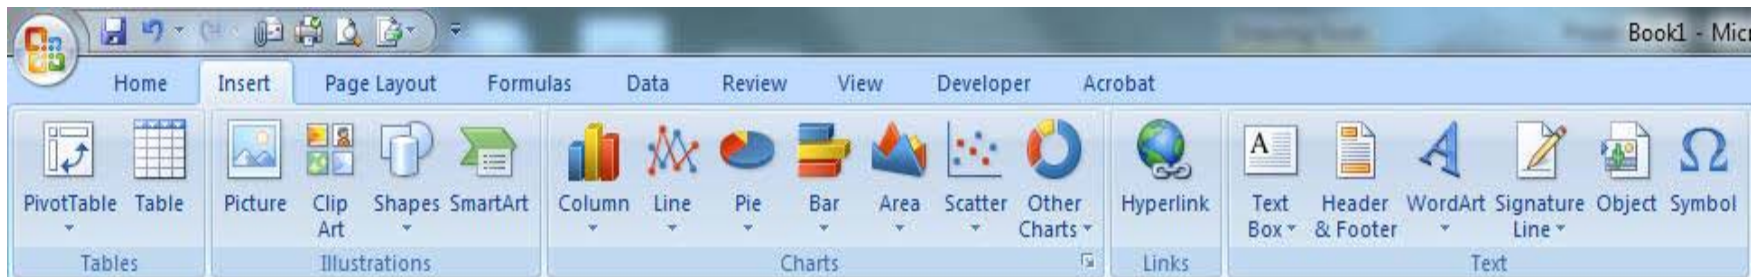 Book1 - Micr
Home Insert Page Layout Formulas Data Review View Developer Acrobat
PivotTable Table Picture Clip Art Shapes SmartArt Column Line Pie Bar Area Scatter Other Charts Hyperlink Text Box Header & Footer WordArt Signature Line Object Symbol
Tables Illustrations Charts Links Text